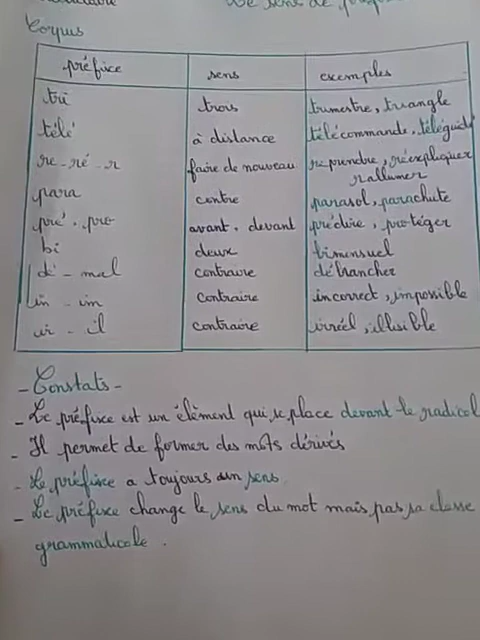 Le sens de
Corpus
préfixe sens exemples
tri trois trimestre, triangle
télé à distance télécommande, téléguidé
re-ré-r faire de nouveau reprendre, réexpliquer
rallumer
para contre parasol, parachute
pré-pro avant, devant prédire, protéger
bi deux bimensuel
dé-mal contraire débrancher
in-im contraire incorrect, impossible
ir-il contraire irréel, illisible
- Constats -
- Le préfixe est un élément qui se place devant le radical
- Il permet de former des mots dérivés
- Le préfixe a toujours un sens
- Le préfixe change le sens du mot mais pas sa classe
grammaticale.